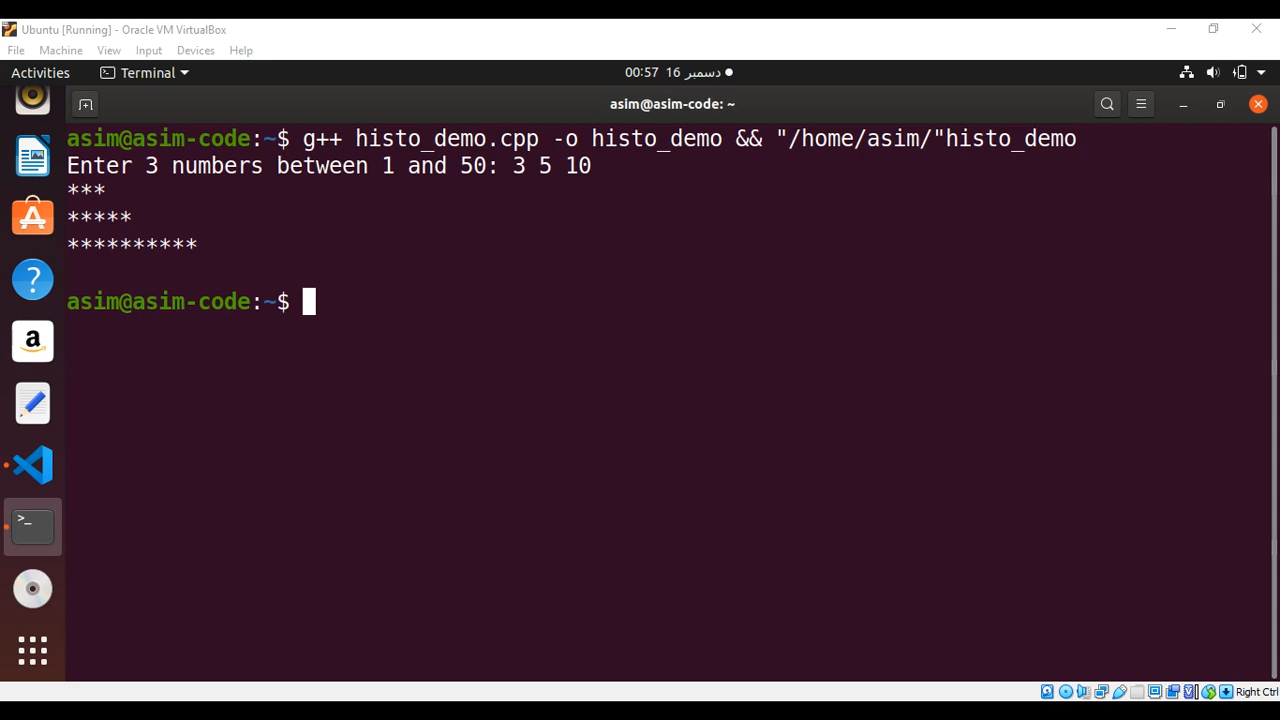 Ubuntu [Running] - Oracle VM VirtualBox
File Machine View Input Devices Help
Activities Terminal 00:57 16 دسمبر
asim@asim-code: ~
asim@asim-code:~$ g++ histo_demo.cpp -o histo_demo && "/home/asim/"histo_demo
Enter 3 numbers between 1 and 50: 3 5 10
***
*****
**********
asim@asim-code:~$
Right Ctrl